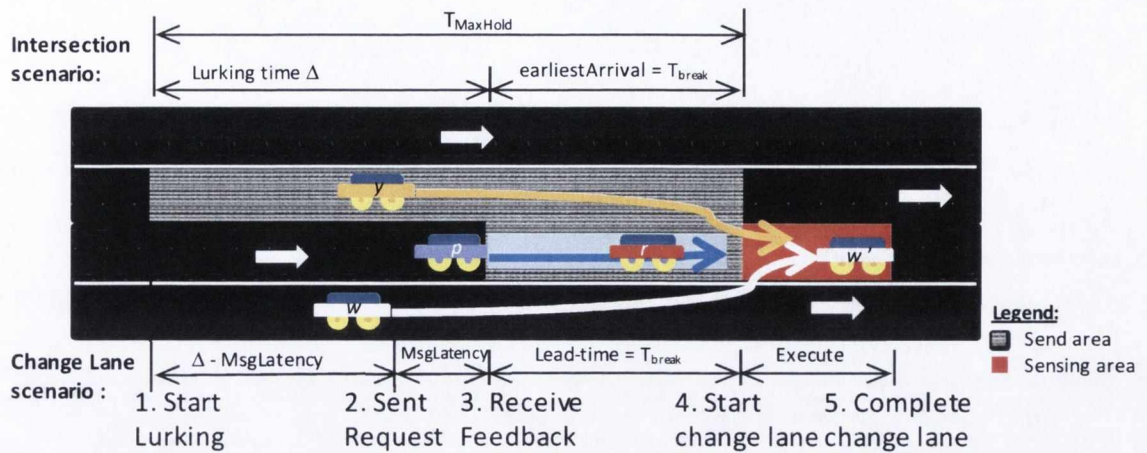 T_MaxHold
Intersection scenario:
Lurking time Δ
earliestArrival = T_break
y
p
r
w'
w
Legend:
Send area
Sensing area
Change Lane scenario :
Δ - MsgLatency
MsgLatency
Lead-time = T_break
Execute
1. Start Lurking
2. Sent Request
3. Receive Feedback
4. Start change lane
5. Complete change lane